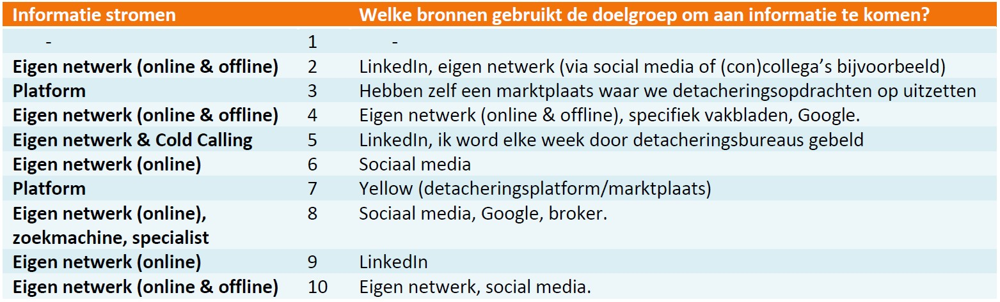 Informatie stromen Welke bronnen gebruikt de doelgroep om aan informatie te komen?
- 1 -
Eigen netwerk (online & offline) 2 LinkedIn, eigen netwerk (via social media of (con)collega's bijvoorbeeld)
Platform 3 Hebben zelf een marktplaats waar we detacheringsopdrachten op uitzetten
Eigen netwerk (online & offline) 4 Eigen netwerk (online & offline), specifiek vakbladen, Google.
Eigen netwerk & Cold Calling 5 LinkedIn, ik word elke week door detacheringsbureaus gebeld
Eigen netwerk (online) 6 Sociaal media
Platform 7 Yellow (detacheringsplatform/marktplaats)
Eigen netwerk (online), 8 Sociaal media, Google, broker.
zoekmachine, specialist
Eigen netwerk (online) 9 LinkedIn
Eigen netwerk (online & offline) 10 Eigen netwerk, social media.